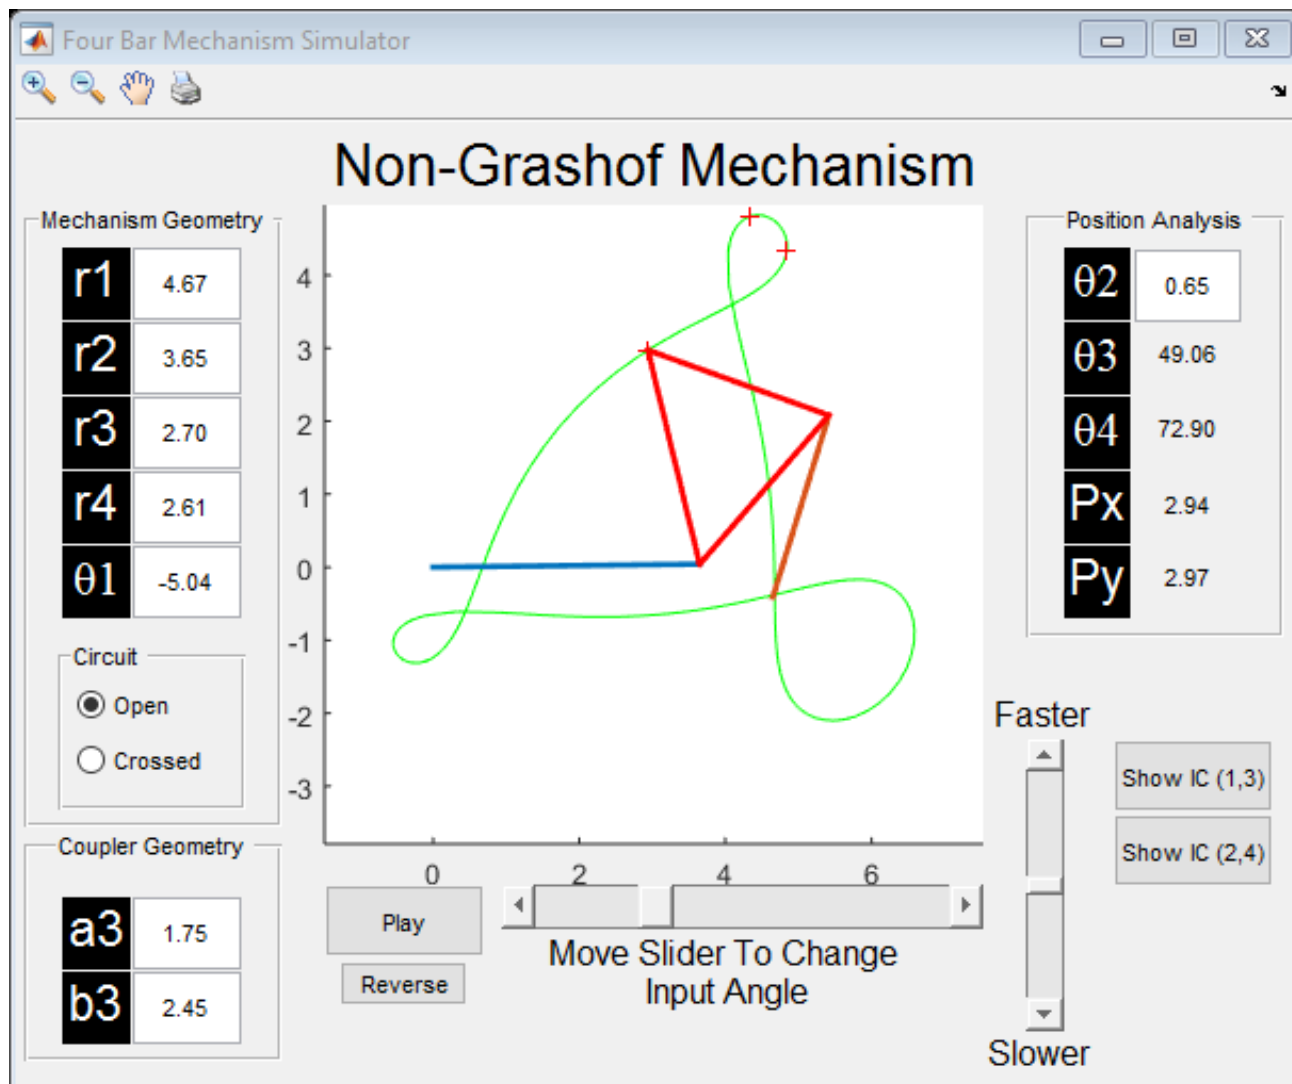 Four Bar Mechanism Simulator
Non-Grashof Mechanism
Mechanism Geometry
r1 4.67
r2 3.65
r3 2.70
r4 2.61
θ1 -5.04
Circuit
Open
Crossed
Coupler Geometry
a3 1.75
b3 2.45
4
3
2
1
0
-1
-2
-3
0 2 4 6
Play
Reverse
Move Slider To Change
Input Angle
Position Analysis
θ2 0.65
θ3 49.06
θ4 72.90
Px 2.94
Py 2.97
Faster
Slower
Show IC (1,3)
Show IC (2,4)